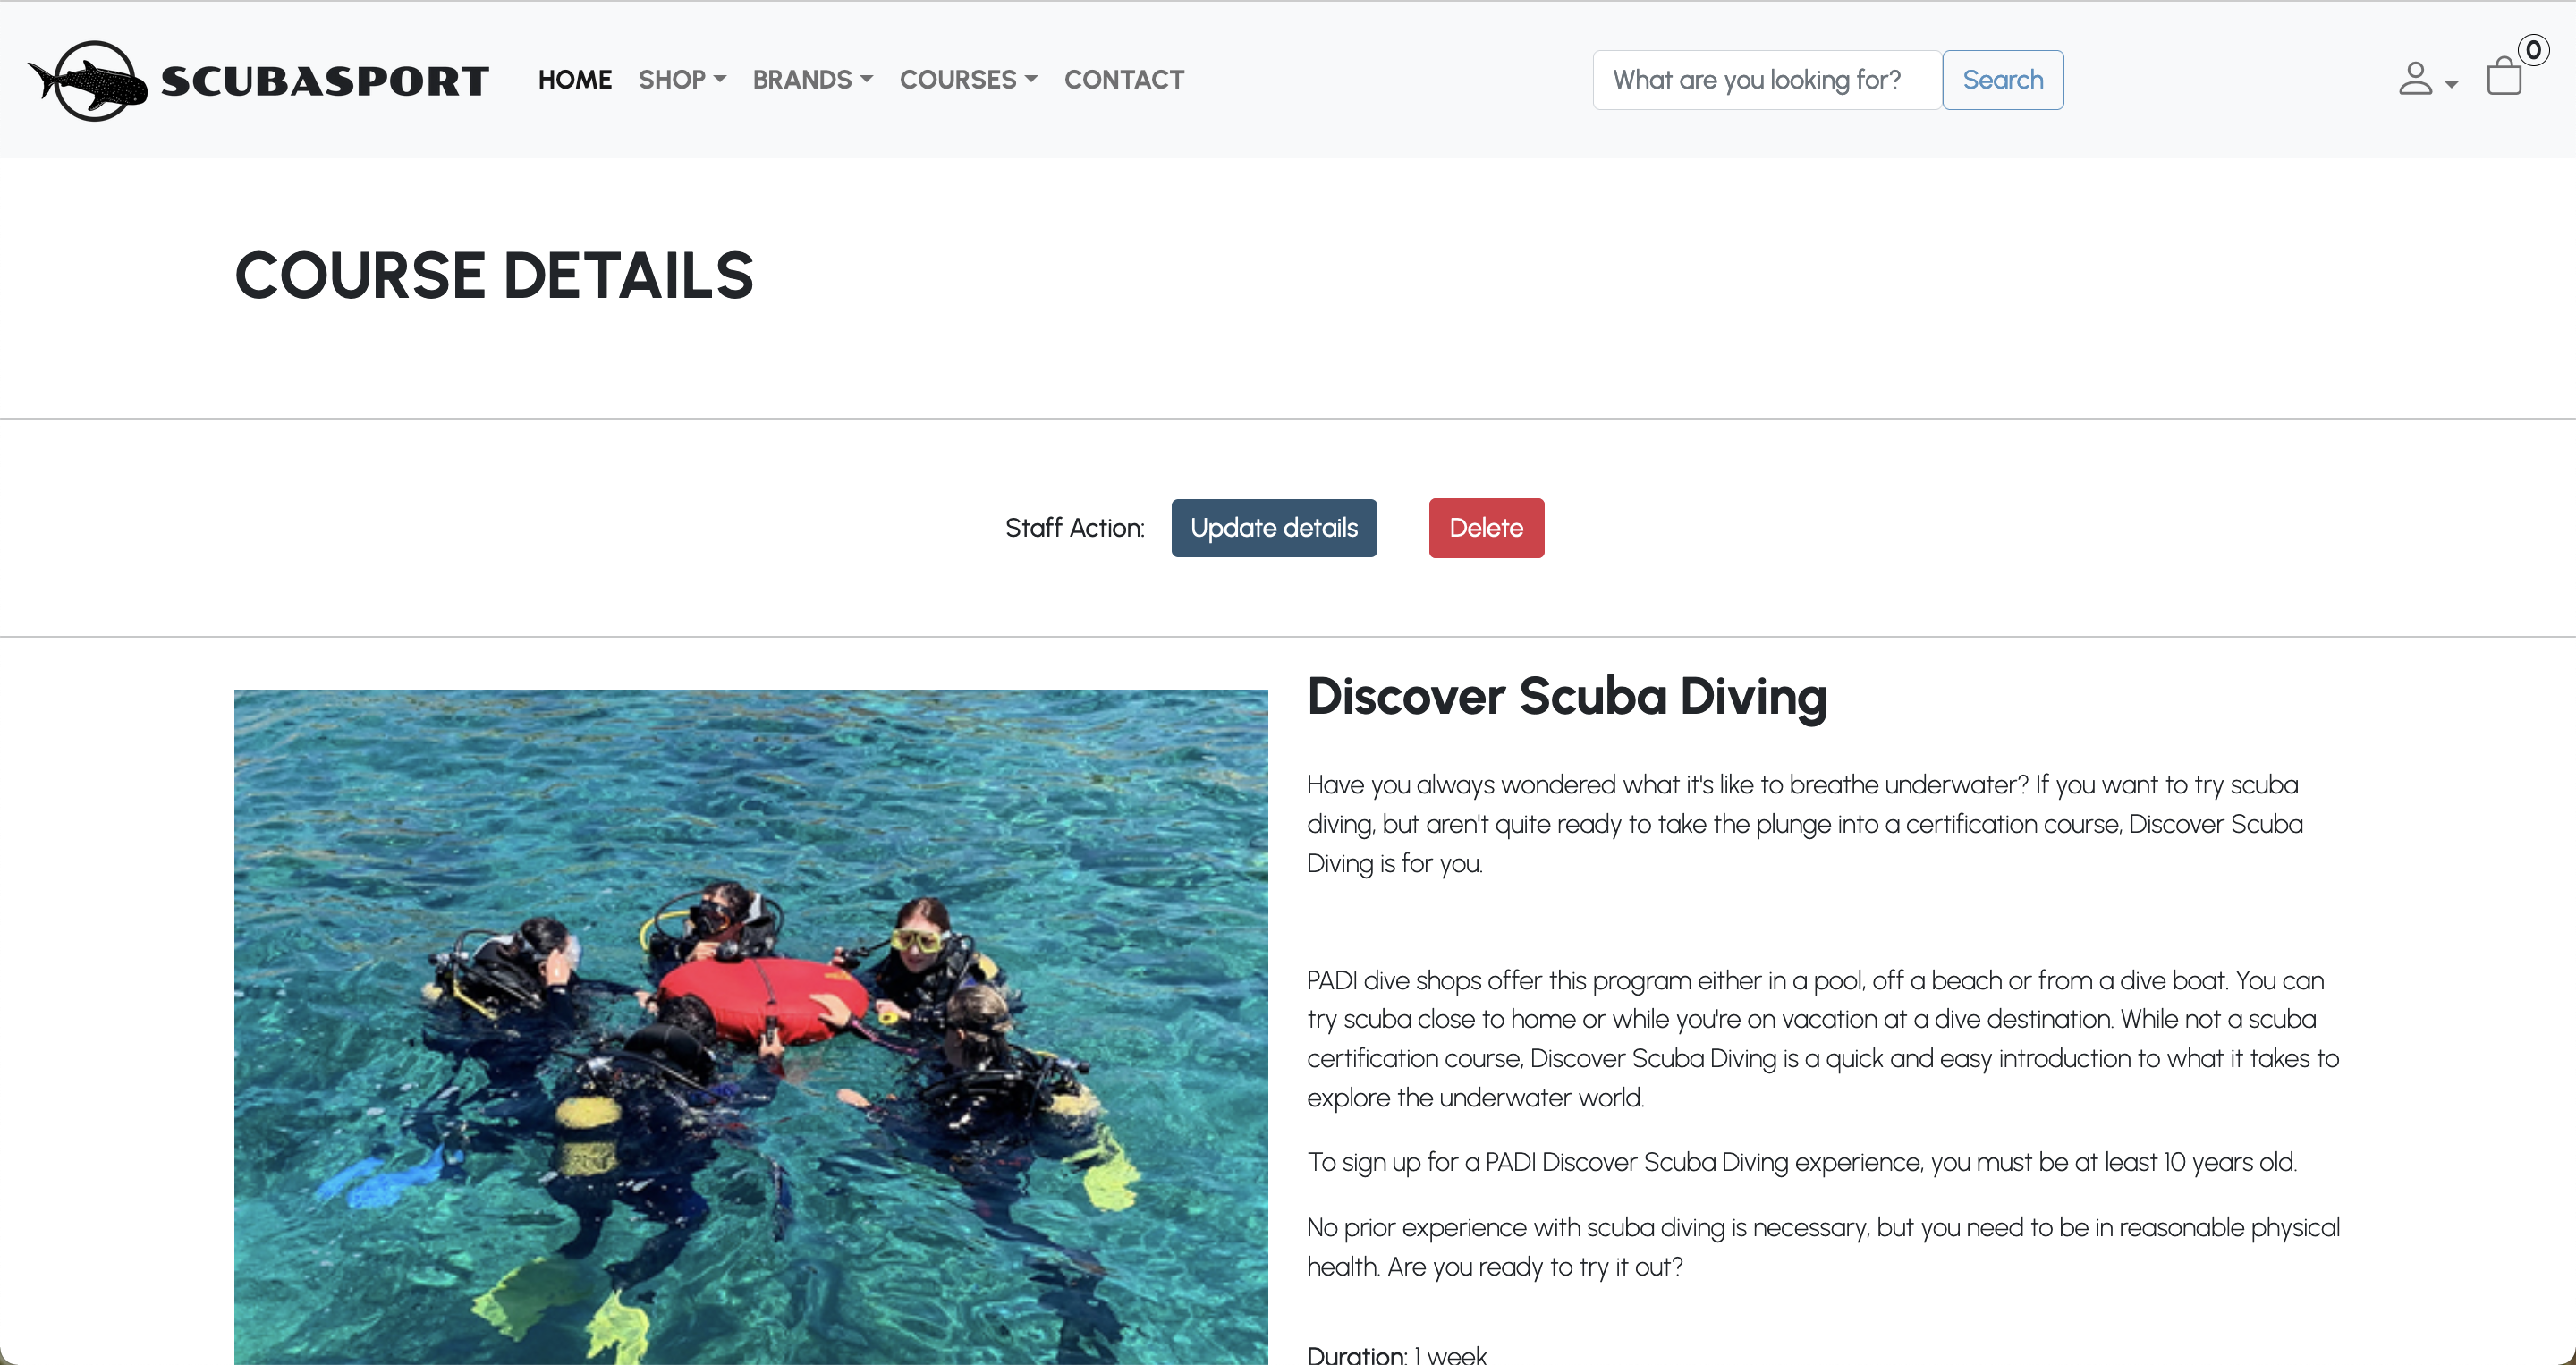 SCUBASPORT
HOME SHOP BRANDS COURSES CONTACT
What are you looking for? Search
0
COURSE DETAILS
Staff Action: Update details Delete
Discover Scuba Diving
Have you always wondered what it's like to breathe underwater? If you want to try scuba
diving, but aren't quite ready to take the plunge into a certification course, Discover Scuba
Diving is for you.
PADI dive shops offer this program either in a pool, off a beach or from a dive boat. You can
try scuba close to home or while you're on vacation at a dive destination. While not a scuba
certification course, Discover Scuba Diving is a quick and easy introduction to what it takes to
explore the underwater world.
To sign up for a PADI Discover Scuba Diving experience, you must be at least 10 years old.
No prior experience with scuba diving is necessary, but you need to be in reasonable physical
health. Are you ready to try it out?
Duration: 1 week